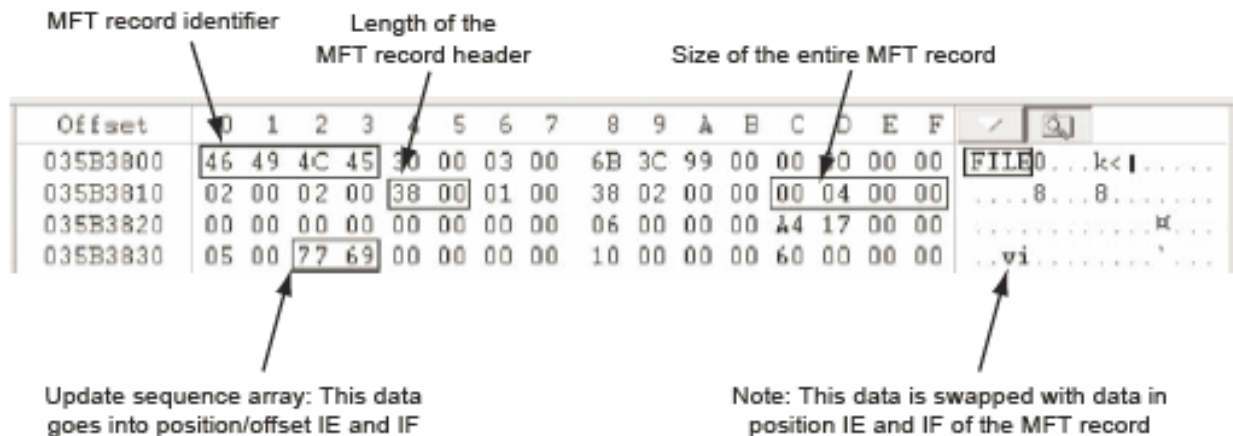 MFT record identifier
Length of the
MFT record header
Size of the entire MFT record
Offset 0 1 2 3 4 5 6 7 8 9 A B C D E F
035B3800 46 49 4C 45 30 00 03 00 6B 3C 99 00 00 00 00 00 FILE0...k<|.....
035B3810 02 00 02 00 38 00 01 00 38 02 00 00 00 04 00 00 ....8...8.......
035B3820 00 00 00 00 00 00 00 00 06 00 00 00 A4 17 00 00 ............¤...
035B3830 05 00 77 69 00 00 00 00 10 00 00 00 60 00 00 00 ..vi........`...
Update sequence array: This data
goes into position/offset IE and IF
Note: This data is swapped with data in
position IE and IF of the MFT record